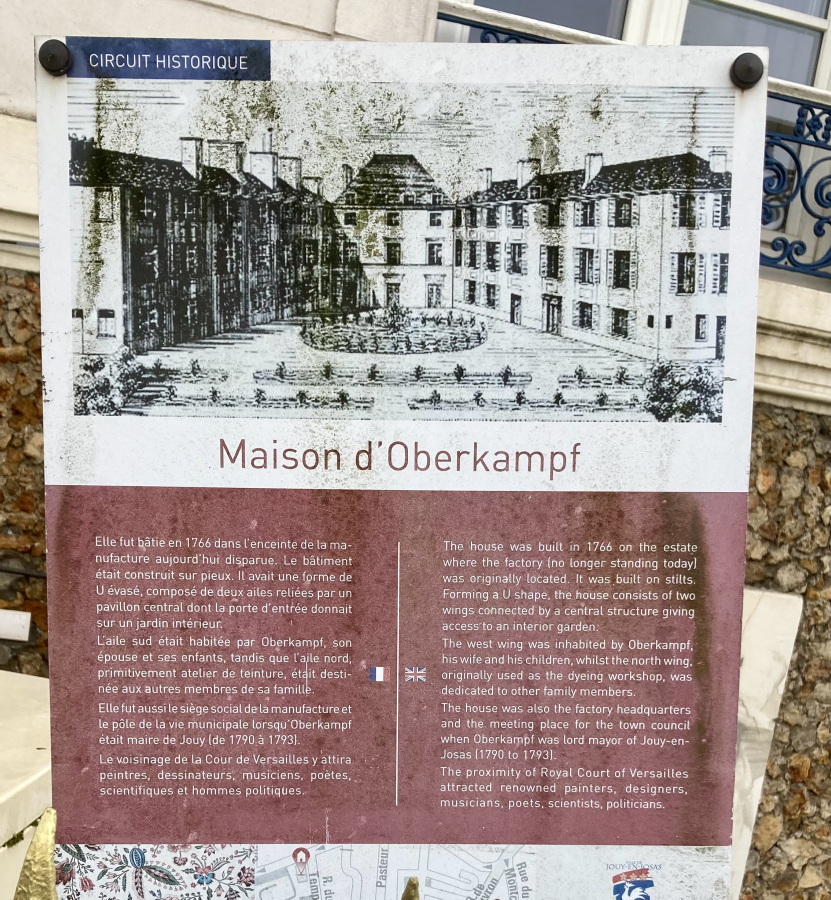 CIRCUIT HISTORIQUE
Maison d'Oberkampf
Elle fut bâtie en 1766 dans l'enceinte de la ma-
nufacture aujourd'hui disparue. Le bâtiment
était construit sur pieux. Il avait une forme de
U évasé, composé de deux ailes reliées par un
pavillon central dont la porte d'entrée donnait
sur un jardin intérieur.
L'aile sud était habitée par Oberkampf, son
épouse et ses enfants, tandis que l'aile nord,
primitivement atelier de teinture, était desti-
née aux autres membres de sa famille.
Elle fut aussi le siège social de la manufacture et
le pôle de la vie municipale lorsqu'Oberkampf
était maire de Jouy (de 1790 à 1793).
Le voisinage de la Cour de Versailles y attira
peintres, dessinateurs, musiciens, poètes,
scientifiques et hommes politiques.
The house was built in 1766 on the estate
where the factory (no longer standing today)
was originally located. It was built on stilts.
Forming a U shape, the house consists of two
wings connected by a central structure giving
access to an interior garden.
The west wing was inhabited by Oberkampf,
his wife and his children, whilst the north wing,
originally used as the dyeing workshop, was
dedicated to other family members.
The house was also the factory headquarters
and the meeting place for the town council
when Oberkampf was lord mayor of Jouy-en-
Josas (1790 to 1793).
The proximity of Royal Court of Versailles
attracted renowned painters, designers,
musicians, poets, scientists, politicians.
R. du
Pasteur
Rue du
JOUY-EN-JOSAS